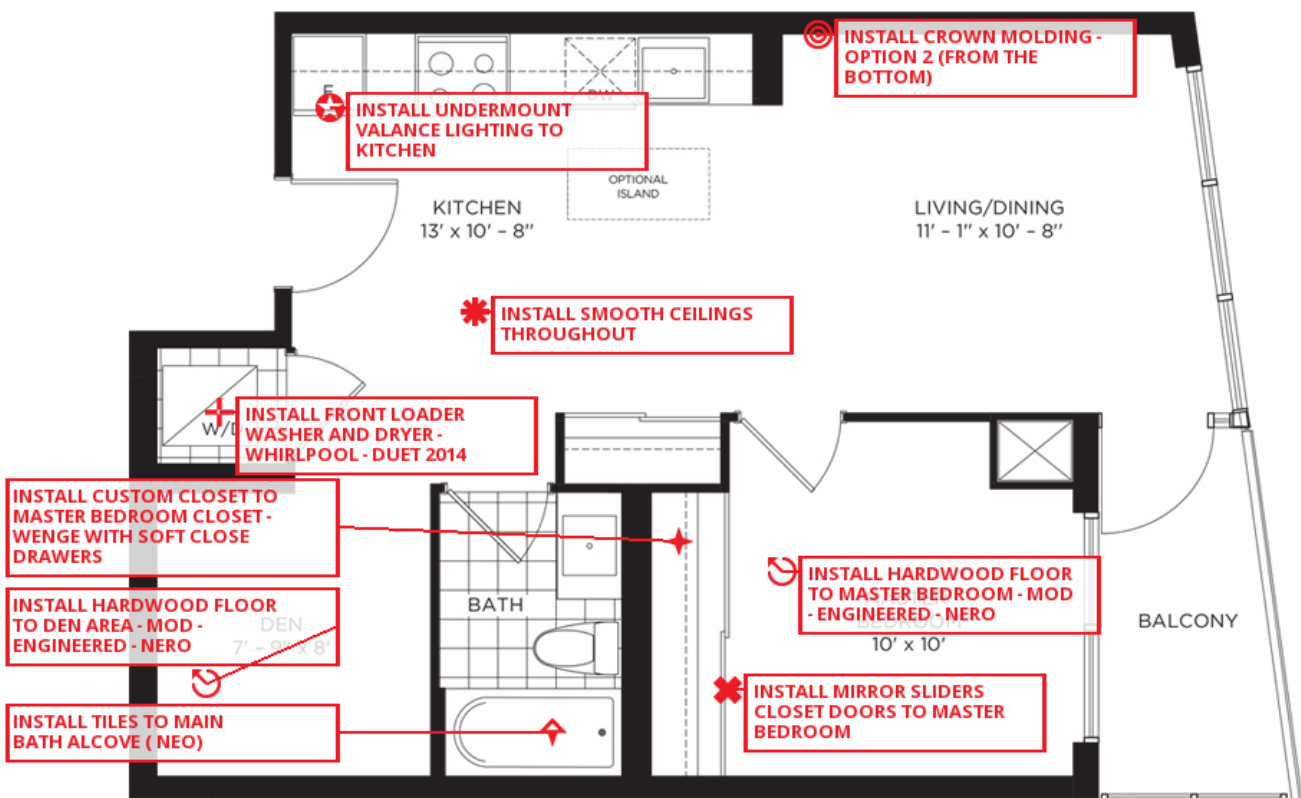 INSTALL CROWN MOLDING -
OPTION 2 (FROM THE
BOTTOM)
INSTALL UNDERMOUNT
VALANCE LIGHTING TO
KITCHEN
OPTIONAL
ISLAND
KITCHEN
13' x 10' - 8"
LIVING/DINING
11' - 1" x 10' - 8"
INSTALL SMOOTH CEILINGS
THROUGHOUT
W/D
INSTALL FRONT LOADER
WASHER AND DRYER -
WHIRLPOOL - DUET 2014
INSTALL CUSTOM CLOSET TO
MASTER BEDROOM CLOSET -
WENGE WITH SOFT CLOSE
DRAWERS
INSTALL HARDWOOD FLOOR
TO DEN AREA - MOD -
ENGINEERED - NERO
DEN
7' - 9" x 8'
BATH
INSTALL HARDWOOD FLOOR
TO MASTER BEDROOM - MOD
- ENGINEERED - NERO
MASTER
BEDROOM
10' x 10'
BALCONY
INSTALL MIRROR SLIDERS
CLOSET DOORS TO MASTER
BEDROOM
INSTALL TILES TO MAIN
BATH ALCOVE ( NEO)